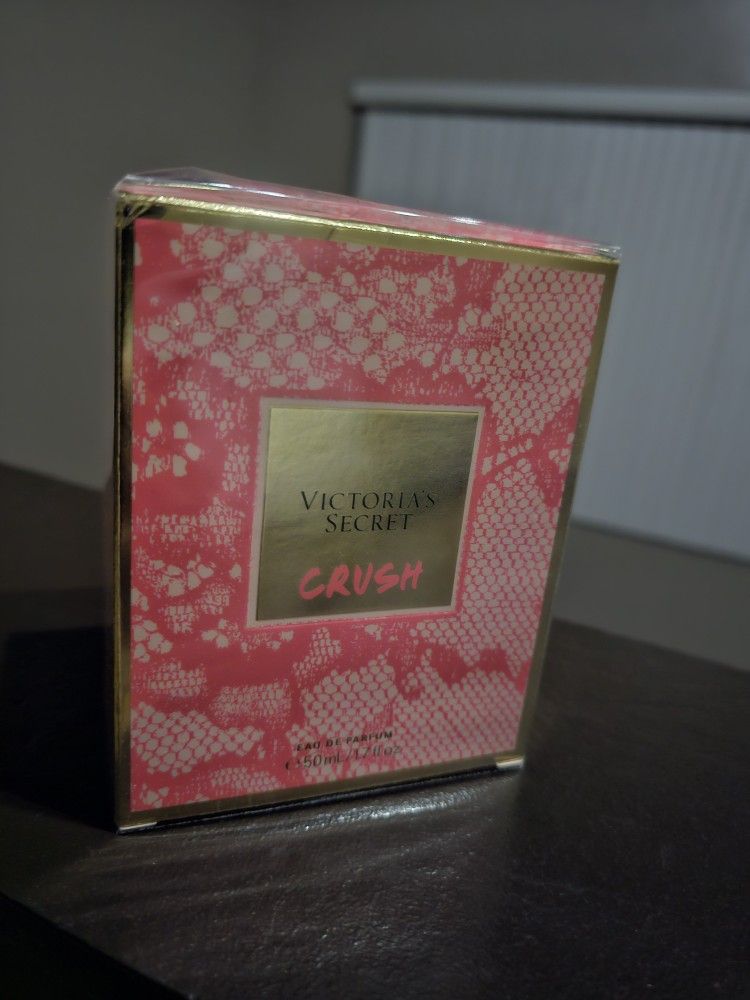 VICTORIA'S
SECRET
CRUSH
EAU DE PARFUM
e 50 mL / 1.7 fl oz